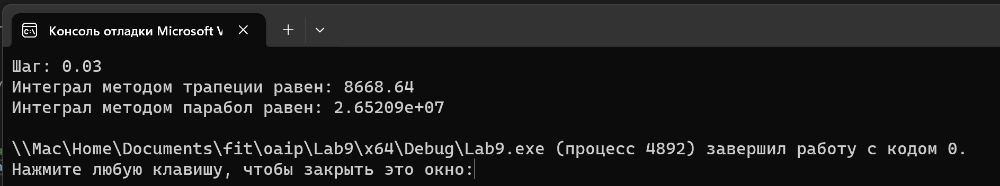 Консоль отладки Microsoft V
Шаг: 0.03
Интеграл методом трапеции равен: 8668.64
Интеграл методом парабол равен: 2.65209e+07
\\Mac\Home\Documents\fit\oaip\Lab9\x64\Debug\Lab9.exe (процесс 4892) завершил работу с кодом 0.
Нажмите любую клавишу, чтобы закрыть это окно: